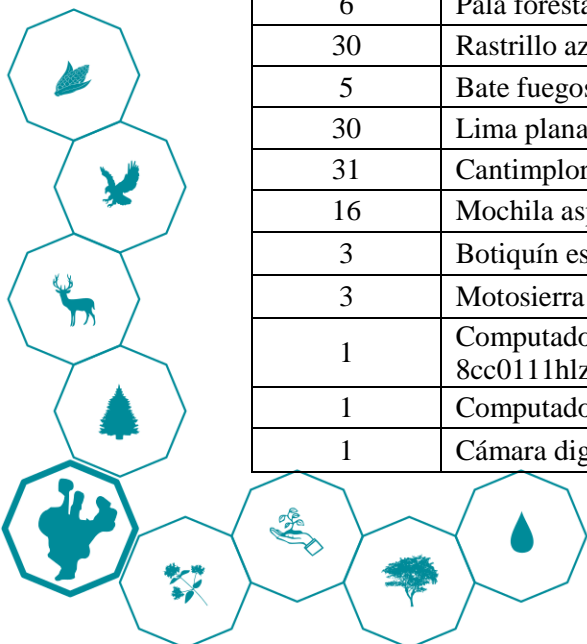 6 Pala foresta
30 Rastrillo az
5 Bate fuegos
30 Lima plana
31 Cantimplor
16 Mochila as
3 Botiquín es
3 Motosierra
1 Computado
8cc0111hlz
1 Computado
1 Cámara dig